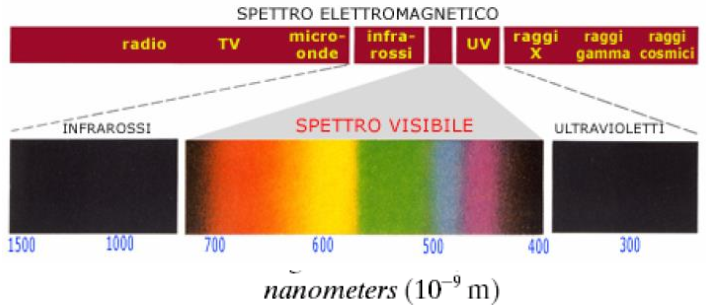 SPETTRO ELETTROMAGNETICO
radio TV micro-onde infra-rossi UV raggi X raggi gamma raggi cosmici
INFRAROSSI SPETTRO VISIBILE ULTRAVIOLETTI
1500 1000 700 600 500 400 300
nanometers (10⁻⁹ m)